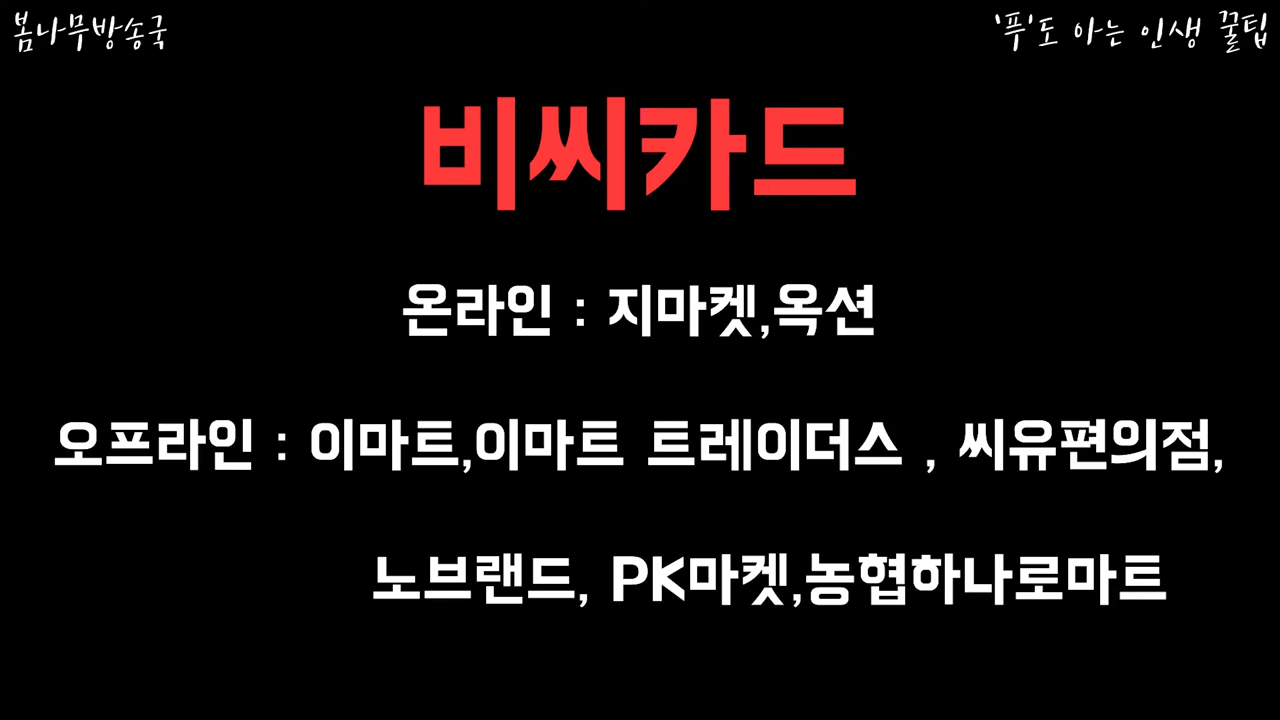 봄나무방송국
'푸'도 아는 인생 꿀팁
비씨카드
온라인 : 지마켓,옥션
오프라인 : 이마트,이마트 트레이더스 , 씨유편의점,
노브랜드, PK마켓,농협하나로마트